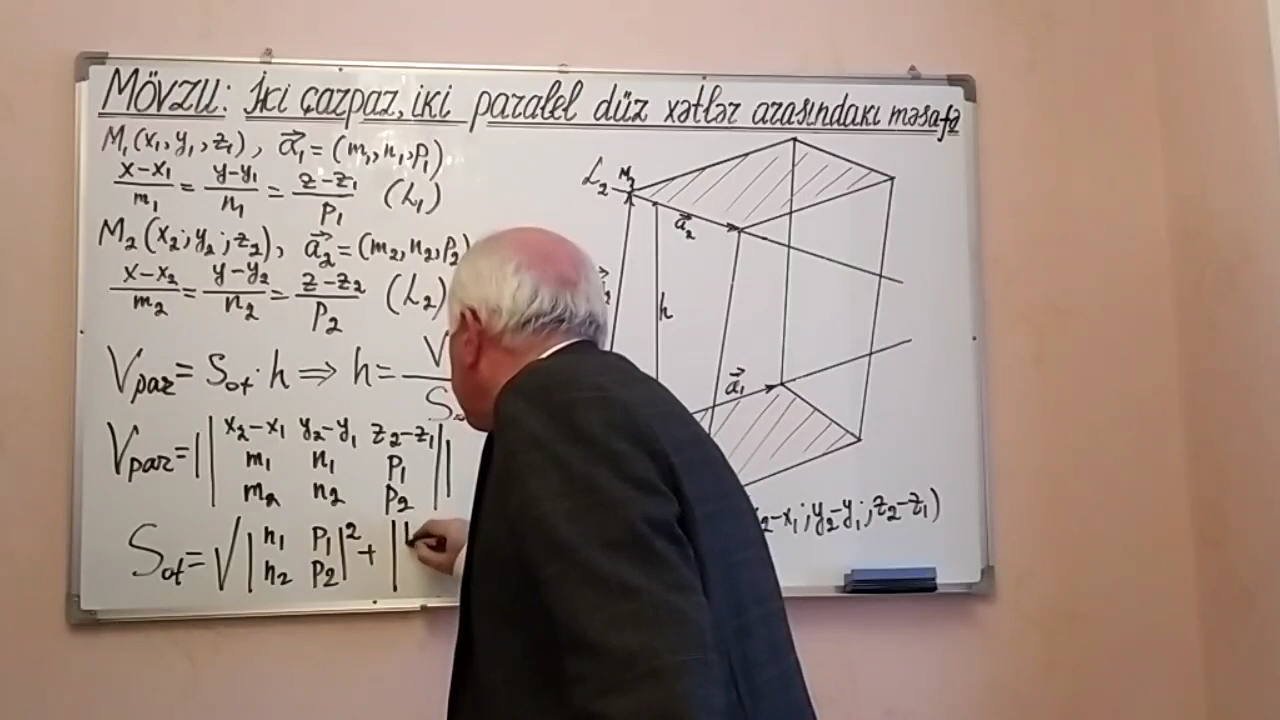 MÖVZU: İki çarpaz, iki paralel düz xətlər arasındakı məsafə
M₁(x₁, y₁, z₁), a⃗₁ = (m₁, n₁, p₁)
(x–x₁)/m₁ = (y–y₁)/n₁ = (z–z₁)/p₁ (L₁)
M₂(x₂; y₂; z₂), a⃗₂ = (m₂, n₂, p₂)
(x–x₂)/m₂ = (y–y₂)/n₂ = (z–z₂)/p₂ (L₂)
V_par = S_ot · h ⇒ h = V / S
V_par = | | x₂–x₁ y₂–y₁ z₂–z₁
m₁ n₁ p₁
m₂ n₂ p₂ | |
S_ot = √ | n₁ p₁ |² + |
n₂ p₂
L₂ M₂
a⃗₂
h
a⃗₁
x₂–x₁; y₂–y₁; z₂–z₁)